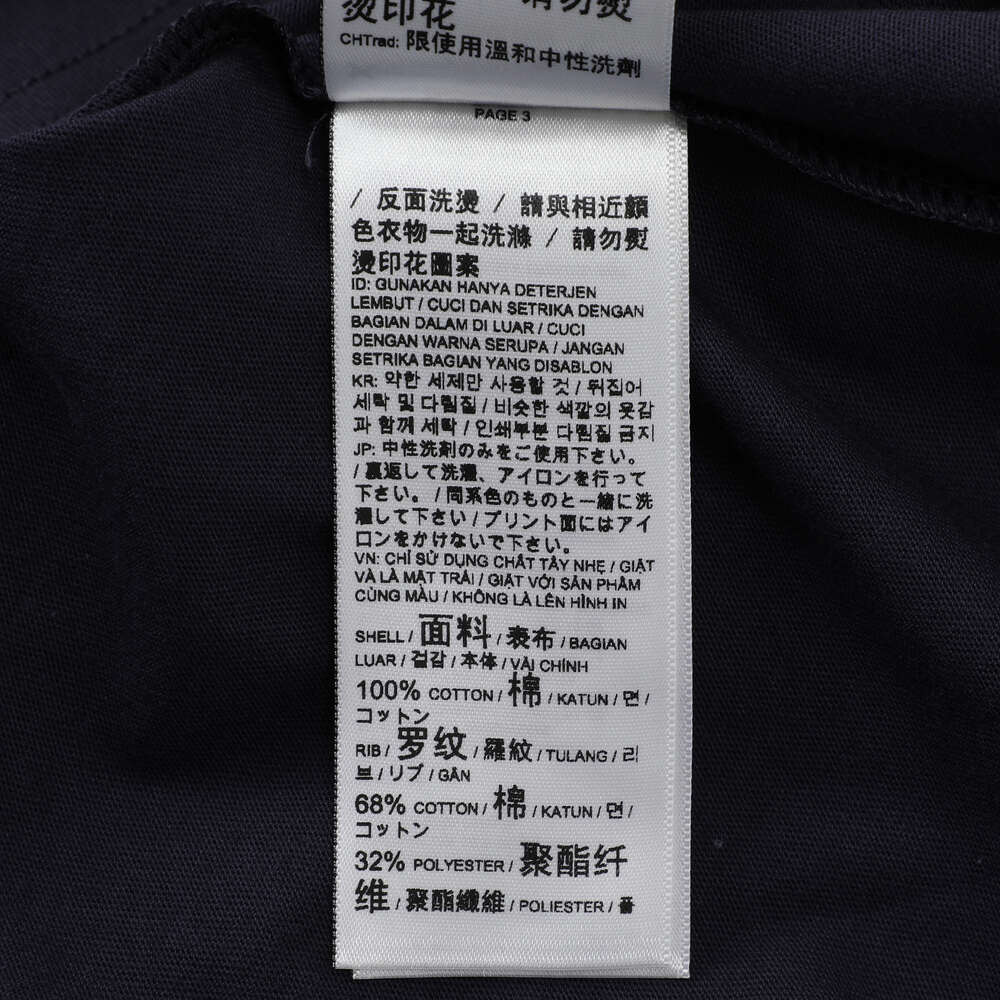 烫印花 请勿熨
CHTrad: 限使用溫和中性洗劑
PAGE 3
/ 反面洗燙 / 請與相近顏
色衣物一起洗滌 / 請勿熨
燙印花圖案
ID: GUNAKAN HANYA DETERJEN
LEMBUT / CUCI DAN SETRIKA DENGAN
BAGIAN DALAM DI LUAR / CUCI
DENGAN WARNA SERUPA / JANGAN
SETRIKA BAGIAN YANG DISABLON
KR: 약한 세제만 사용할 것 / 뒤집어
세탁 및 다림질 / 비슷한 색깔의 옷감
과 함께 세탁 / 인쇄부분 다림질 금지
JP: 中性洗剤のみをご使用下さい。
/ 裏返して洗濯、アイロンを行って
下さい。/ 同系色のものと一緒に洗
濯して下さい / プリント面にはアイ
ロンをかけないで下さい。
VN: CHỈ SỬ DỤNG CHẤT TẨY NHẸ / GIẶT
VÀ LÀ MẶT TRÁI / GIẶT VỚI SẢN PHẨM
CÙNG MÀU / KHÔNG LÀ LÊN HÌNH IN
SHELL / 面料 / 表布 / BAGIAN
LUAR / 겉감 / 本体 / VẢI CHÍNH
100% COTTON / 棉 / KATUN / 면 /
コットン
RIB / 罗纹 / 羅紋 / TULANG / 리
브 / リブ / GÂN
68% COTTON / 棉 / KATUN / 면 /
コットン
32% POLYESTER / 聚酯纤
维 / 聚酯纖維 / POLIESTER / 폴